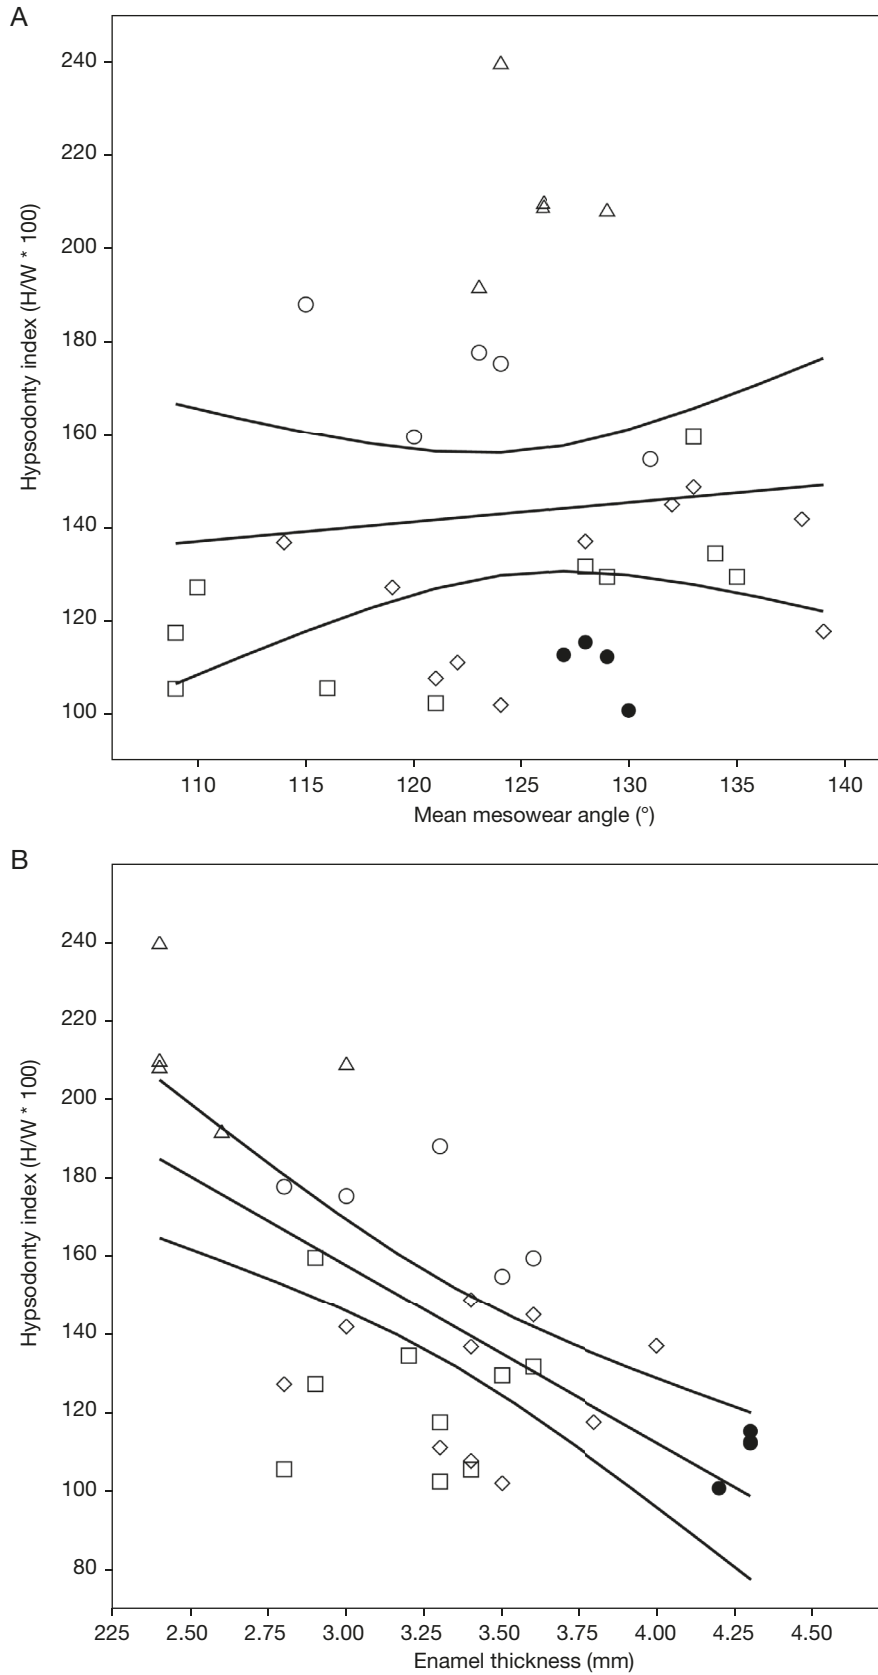 A
240
220
200
180
160
140
120
100
Hypsodonty index (H/W * 100)
110 115 120 125 130 135 140
Mean mesowear angle (°)
B
240
220
200
180
160
140
120
100
80
Hypsodonty index (H/W * 100)
225 2.50 2.75 3.00 3.25 3.50 3.75 4.00 4.25 4.50
Enamel thickness (mm)